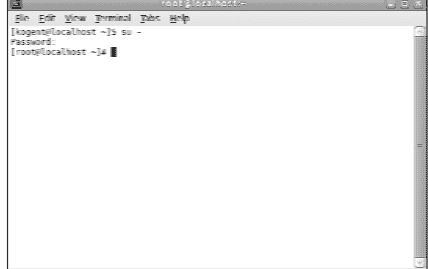 root@localhost:~
File Edit View Terminal Tabs Help
[kogent@localhost ~]$ su -
Password:
[root@localhost ~]#